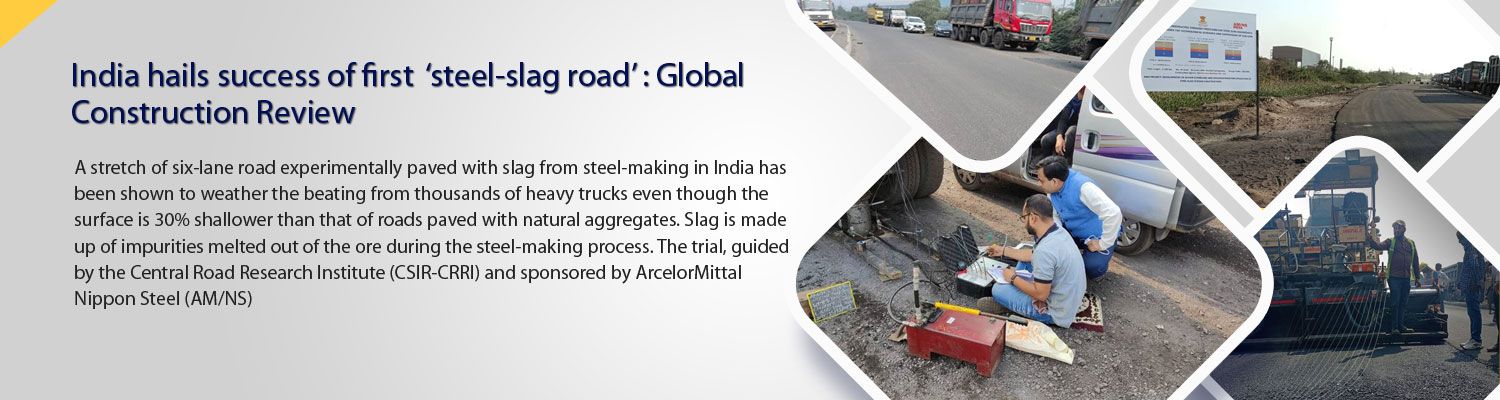 India hails success of first 'steel-slag road' : Global
Construction Review
A stretch of six-lane road experimentally paved with slag from steel-making in India has
been shown to weather the beating from thousands of heavy trucks even though the
surface is 30% shallower than that of roads paved with natural aggregates. Slag is made
up of impurities melted out of the ore during the steel-making process. The trial, guided
by the Central Road Research Institute (CSIR-CRRI) and sponsored by ArcelorMittal
Nippon Steel (AM/NS)